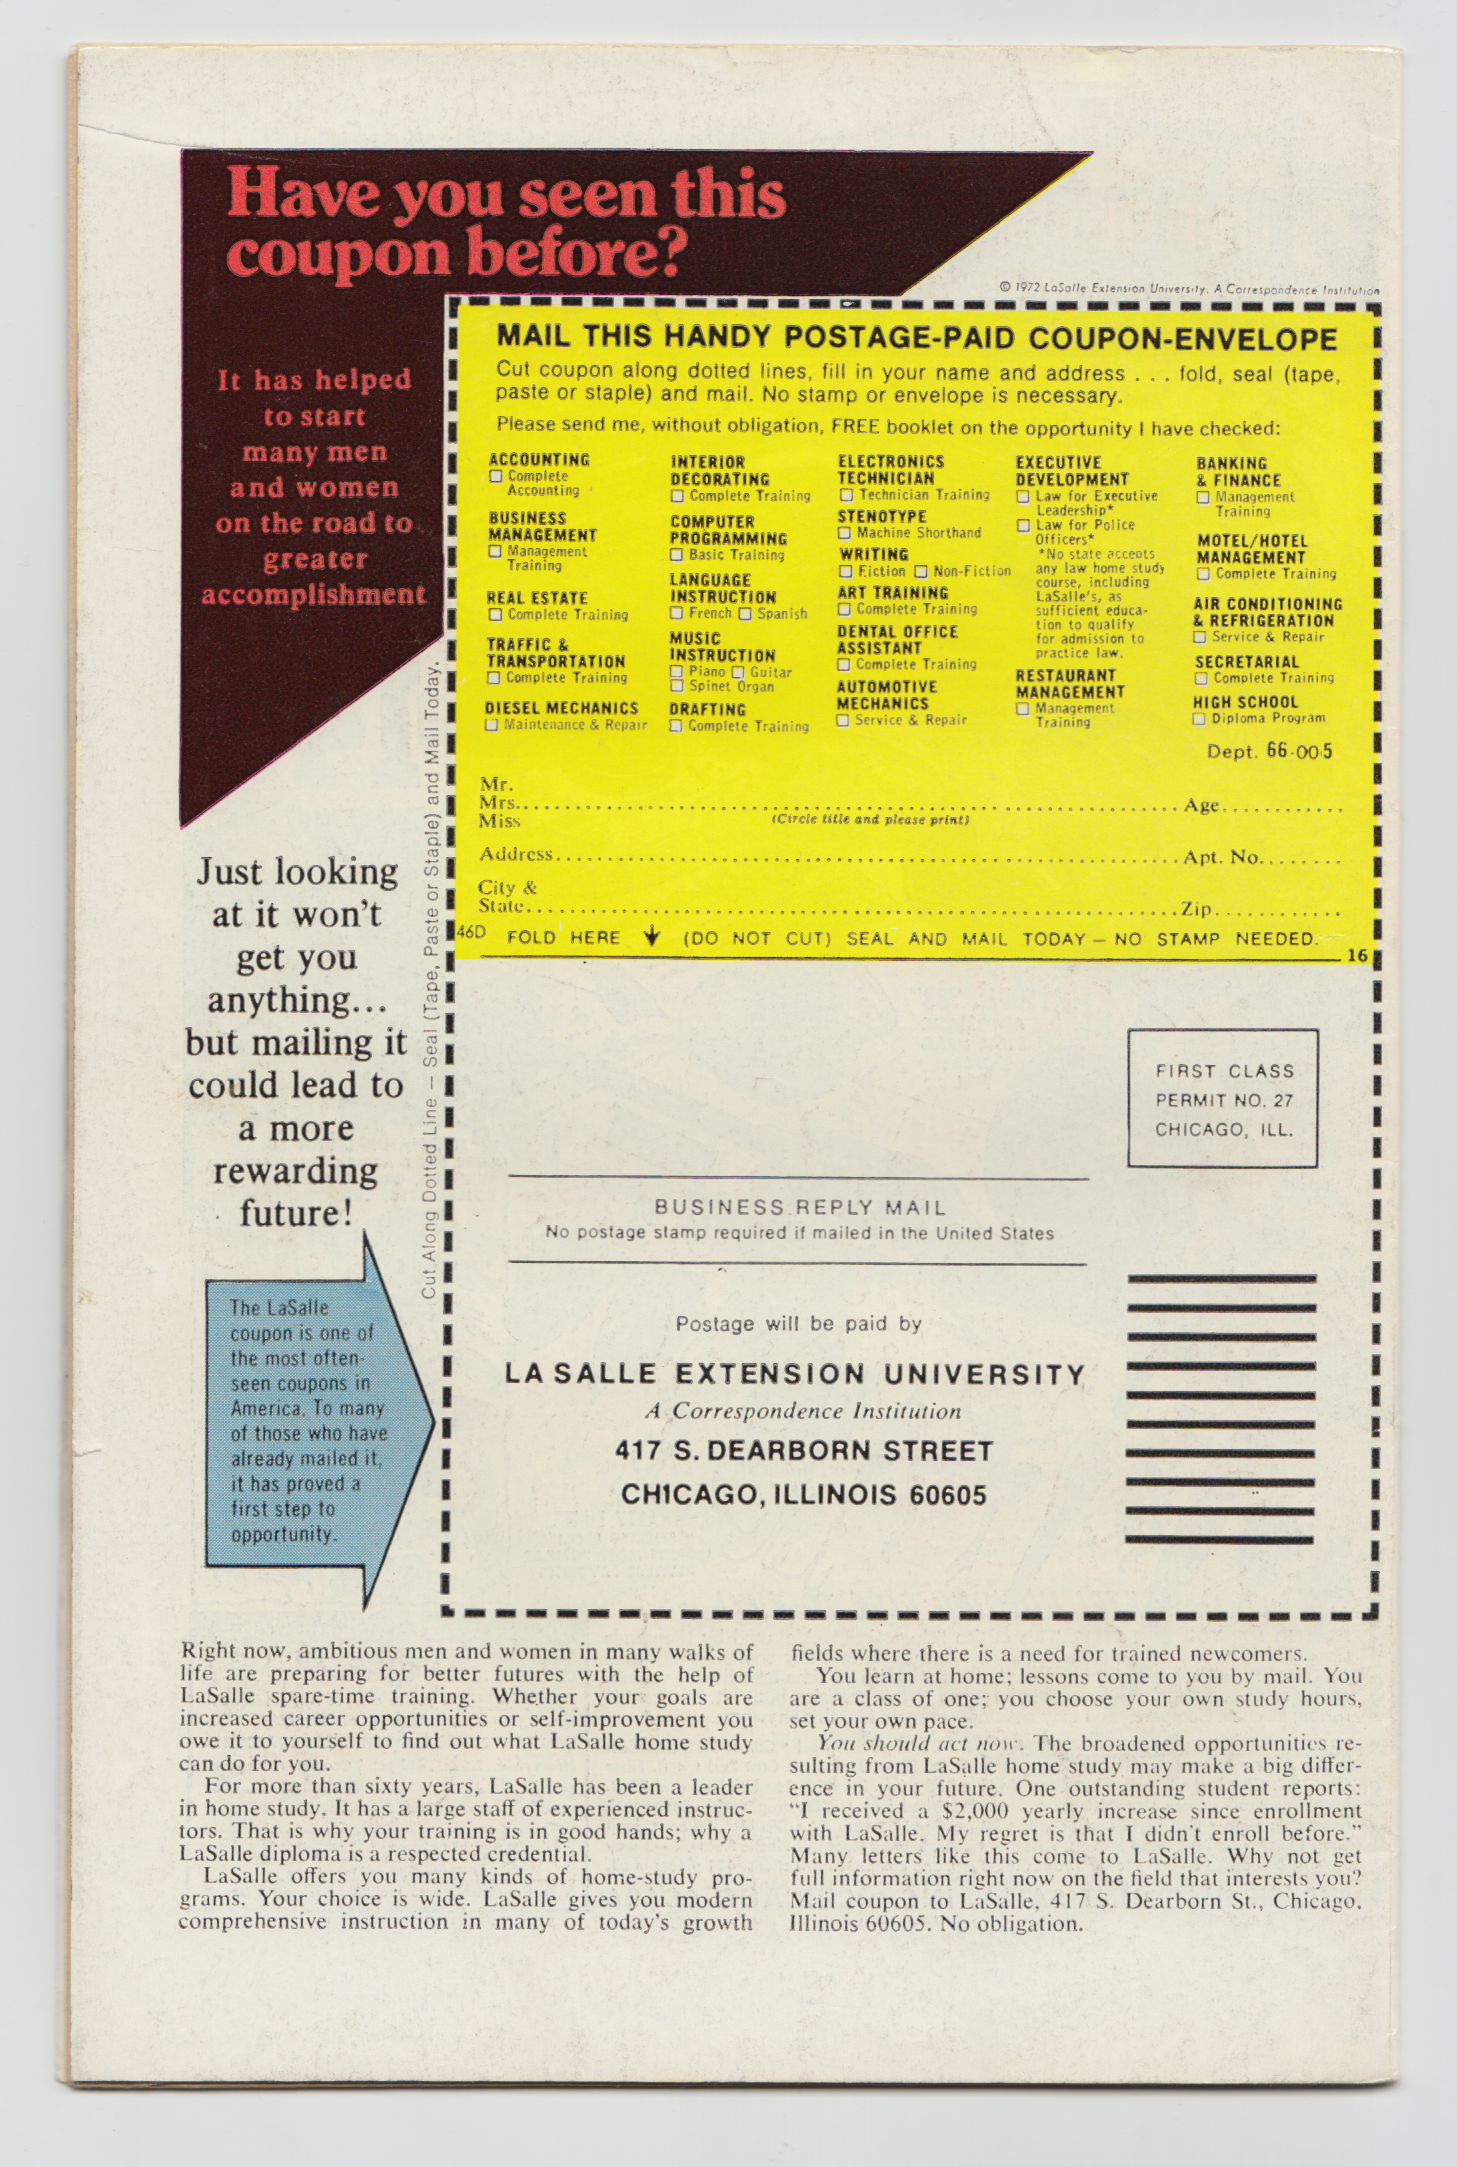 Have you seen this
coupon before?
It has helped
to start
many men
and women
on the road to
greater
accomplishment
© 1972 LaSalle Extension University. A Correspondence Institution
MAIL THIS HANDY POSTAGE-PAID COUPON-ENVELOPE
Cut coupon along dotted lines, fill in your name and address . . . fold, seal (tape,
paste or staple) and mail. No stamp or envelope is necessary.
Please send me, without obligation, FREE booklet on the opportunity I have checked:
ACCOUNTING
Complete
Accounting
BUSINESS
MANAGEMENT
Management
Training
REAL ESTATE
Complete Training
TRAFFIC &
TRANSPORTATION
Complete Training
DIESEL MECHANICS
Maintenance & Repair
INTERIOR
DECORATING
Complete Training
COMPUTER
PROGRAMMING
Basic Training
LANGUAGE
INSTRUCTION
French Spanish
MUSIC
INSTRUCTION
Piano Guitar
Spinet Organ
DRAFTING
Complete Training
ELECTRONICS
TECHNICIAN
Technician Training
STENOTYPE
Machine Shorthand
WRITING
Fiction Non-Fiction
ART TRAINING
Complete Training
DENTAL OFFICE
ASSISTANT
Complete Training
AUTOMOTIVE
MECHANICS
Service & Repair
EXECUTIVE
DEVELOPMENT
Law for Executive
Leadership*
Law for Police
Officers*
*No state accepts
any law home study
course, including
LaSalle's, as
sufficient educa-
tion to qualify
for admission to
practice law.
RESTAURANT
MANAGEMENT
Management
Training
BANKING
& FINANCE
Management
Training
MOTEL/HOTEL
MANAGEMENT
Complete Training
AIR CONDITIONING
& REFRIGERATION
Service & Repair
SECRETARIAL
Complete Training
HIGH SCHOOL
Diploma Program
Dept. 66-005
Mr.
Mrs. Age
Miss (Circle title and please print)
Address Apt. No.
City &
State Zip
46D FOLD HERE (DO NOT CUT) SEAL AND MAIL TODAY – NO STAMP NEEDED.
16
Cut Along Dotted Line – Seal (Tape, Paste or Staple) and Mail Today.
Just looking
at it won't
get you
anything...
but mailing it
could lead to
a more
rewarding
future!
The LaSalle
coupon is one of
the most often-
seen coupons in
America. To many
of those who have
already mailed it,
it has proved a
first step to
opportunity.
FIRST CLASS
PERMIT NO. 27
CHICAGO, ILL.
BUSINESS REPLY MAIL
No postage stamp required if mailed in the United States
Postage will be paid by
LA SALLE EXTENSION UNIVERSITY
A Correspondence Institution
417 S. DEARBORN STREET
CHICAGO, ILLINOIS 60605
Right now, ambitious men and women in many walks of
life are preparing for better futures with the help of
LaSalle spare-time training. Whether your goals are
increased career opportunities or self-improvement you
owe it to yourself to find out what LaSalle home study
can do for you.
For more than sixty years, LaSalle has been a leader
in home study. It has a large staff of experienced instruc-
tors. That is why your training is in good hands; why a
LaSalle diploma is a respected credential.
LaSalle offers you many kinds of home-study pro-
grams. Your choice is wide. LaSalle gives you modern
comprehensive instruction in many of today's growth
fields where there is a need for trained newcomers.
You learn at home; lessons come to you by mail. You
are a class of one; you choose your own study hours,
set your own pace.
You should act now. The broadened opportunities re-
sulting from LaSalle home study may make a big differ-
ence in your future. One outstanding student reports:
"I received a $2,000 yearly increase since enrollment
with LaSalle. My regret is that I didn't enroll before."
Many letters like this come to LaSalle. Why not get
full information right now on the field that interests you?
Mail coupon to LaSalle, 417 S. Dearborn St., Chicago,
Illinois 60605. No obligation.